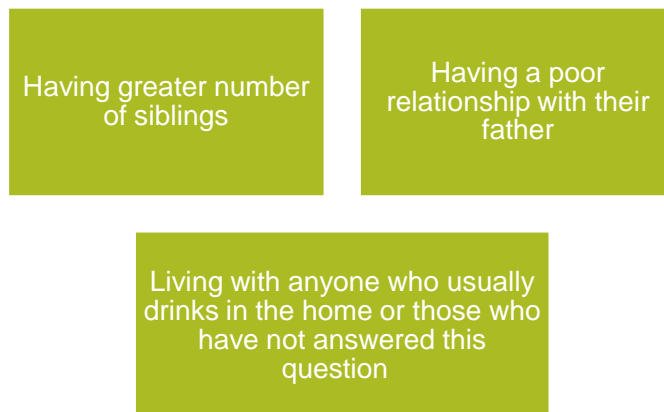 Having greater number
of siblings
Having a poor
relationship with their
father
Living with anyone who usually
drinks in the home or those who
have not answered this
question